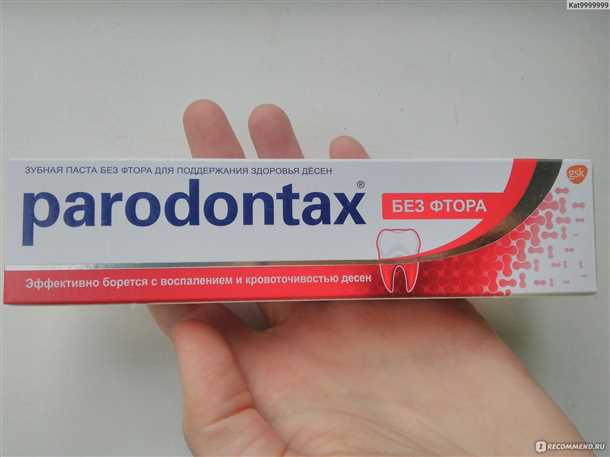 Kat9999999
ЗУБНАЯ ПАСТА БЕЗ ФТОРА ДЛЯ ПОДДЕРЖАНИЯ ЗДОРОВЬЯ ДЁСЕН
parodontax®
БЕЗ ФТОРА
gsk
Эффективно борется с воспалением и кровоточивостью десен
IRECOMMEND.RU